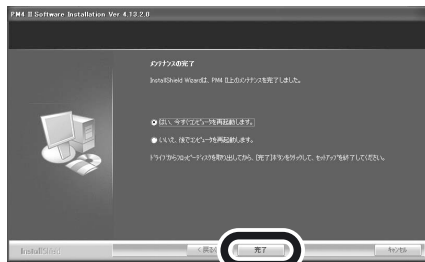 PM4 II Software Installation Ver 4.13.2.0
メンテナンスの完了
InstallShield Wizardは、PM4 II上のメンテナンスを完了しました。
はい、今すぐコンピュータを再起動します。
いいえ、後でコンピュータを再起動します。
ドライブからフロッピーディスクを取り出してから、[完了]ボタンをクリックして、セットアップを終了してください。
InstallShield
< 戻る
完了
キャンセル